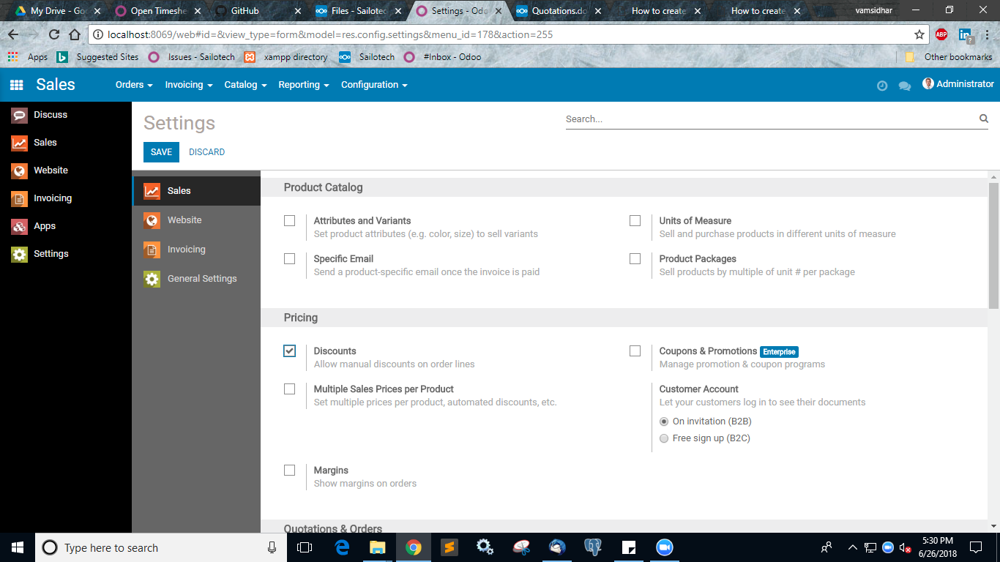 My Drive - Goo
Open Timeshe
GitHub
Files - Sailotec
Settings - Odo
Quotations.do
How to create
How to create
vamsidhar
localhost:8069/web#id=&view_type=form&model=res.config.settings&menu_id=178&action=255
ABP
in
?
Apps
Suggested Sites
Issues - Sailotech
xampp directory
Sailotech
#Inbox - Odoo
Other bookmarks
Sales
Orders
Invoicing
Catalog
Reporting
Configuration
Administrator
Discuss
Sales
Website
Invoicing
Apps
Settings
Settings
Search...
SAVE
DISCARD
Sales
Website
Invoicing
General Settings
Product Catalog
Attributes and Variants
Set product attributes (e.g. color, size) to sell variants
Units of Measure
Sell and purchase products in different units of measure
Specific Email
Send a product-specific email once the invoice is paid
Product Packages
Sell products by multiple of unit # per package
Pricing
Discounts
Allow manual discounts on order lines
Coupons & Promotions Enterprise
Manage promotion & coupon programs
Multiple Sales Prices per Product
Set multiple prices per product, automated discounts, etc.
Customer Account
Let your customers log in to see their documents
On invitation (B2B)
Free sign up (B2C)
Margins
Show margins on orders
Quotations & Orders
Type here to search
5:30 PM
6/26/2018